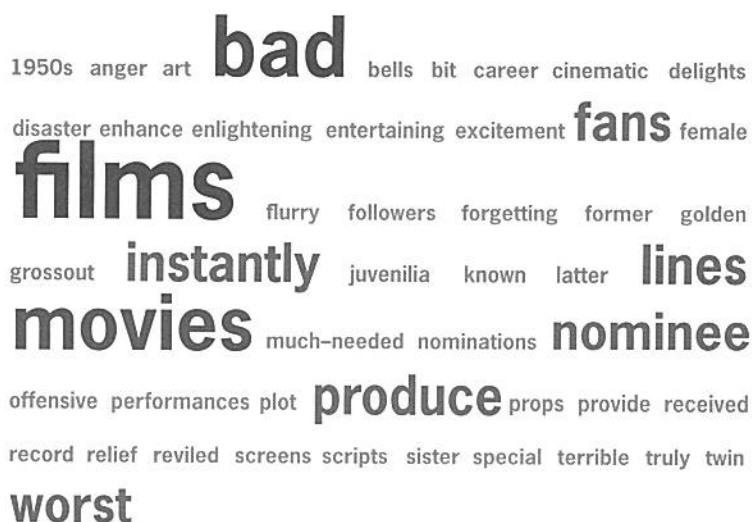 1950s anger art bad bells bit career cinematic delights
disaster enhance enlightening entertaining excitement fans female
films flurry followers forgetting former golden
grossout instantly juvenilia known latter lines
movies much-needed nominations nominee
offensive performances plot produce props provide received
record relief reviled screens scripts sister special terrible truly twin
worst